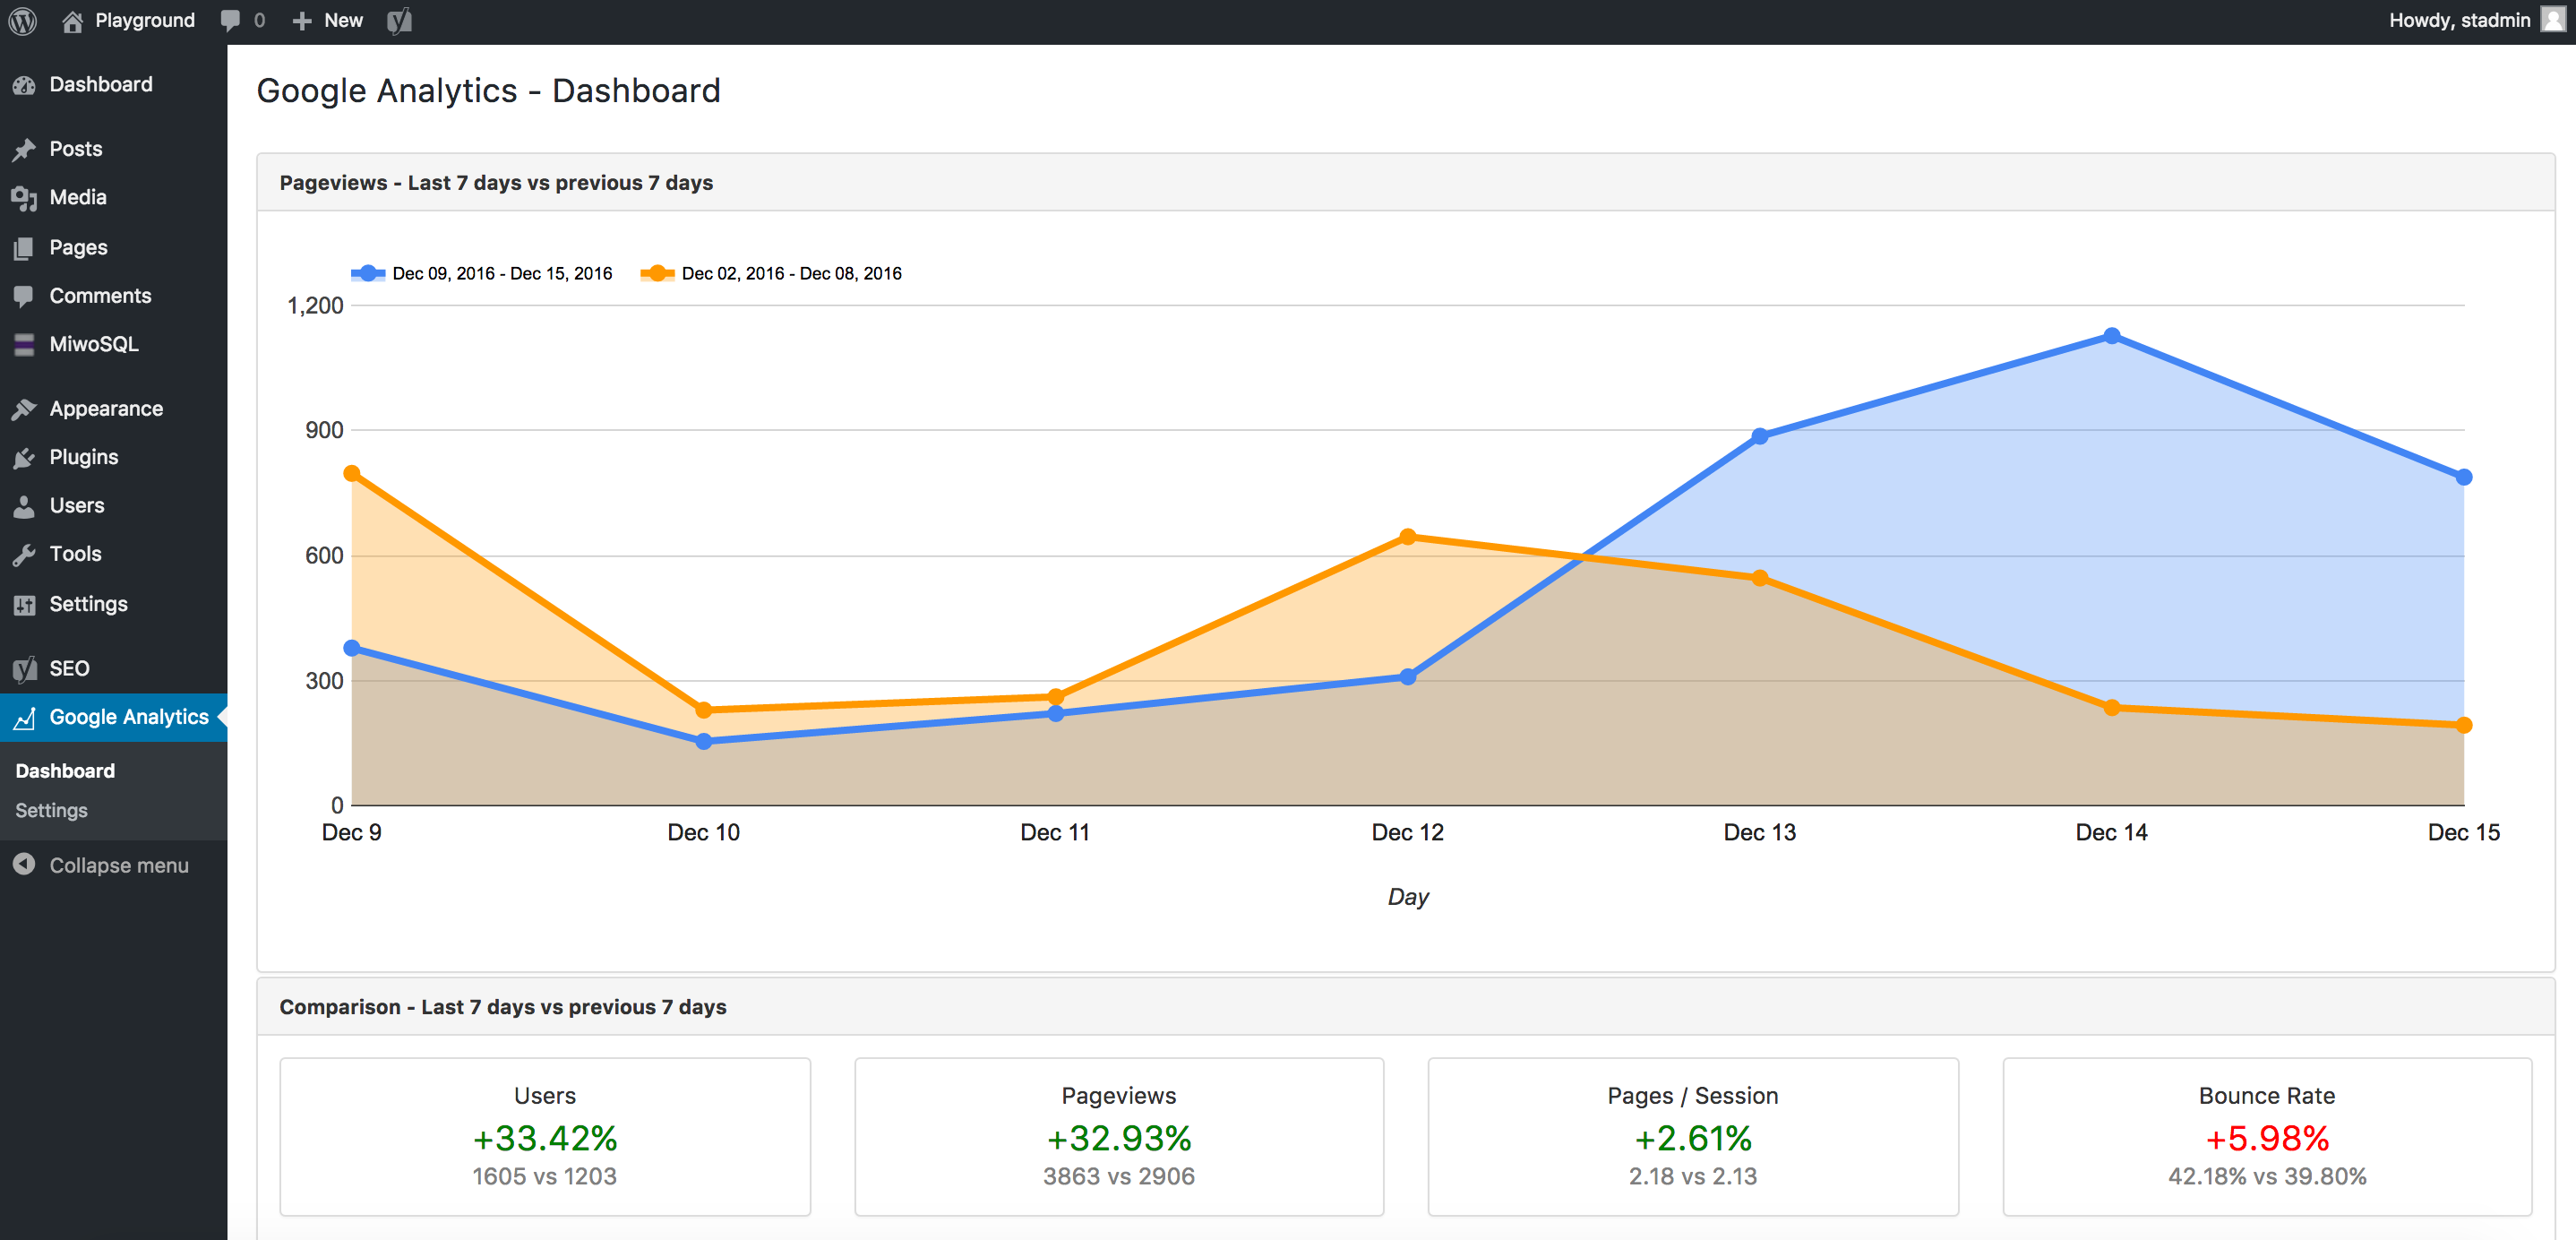 Playground 0 New Howdy, stadmin
Dashboard
Posts
Media
Pages
Comments
MiwoSQL
Appearance
Plugins
Users
Tools
Settings
SEO
Google Analytics
Dashboard
Settings
Collapse menu
Google Analytics - Dashboard
Pageviews - Last 7 days vs previous 7 days
Dec 09, 2016 - Dec 15, 2016 Dec 02, 2016 - Dec 08, 2016
1,200
900
600
300
0
Dec 9 Dec 10 Dec 11 Dec 12 Dec 13 Dec 14 Dec 15
Day
Comparison - Last 7 days vs previous 7 days
Users
+33.42%
1605 vs 1203
Pageviews
+32.93%
3863 vs 2906
Pages / Session
+2.61%
2.18 vs 2.13
Bounce Rate
+5.98%
42.18% vs 39.80%